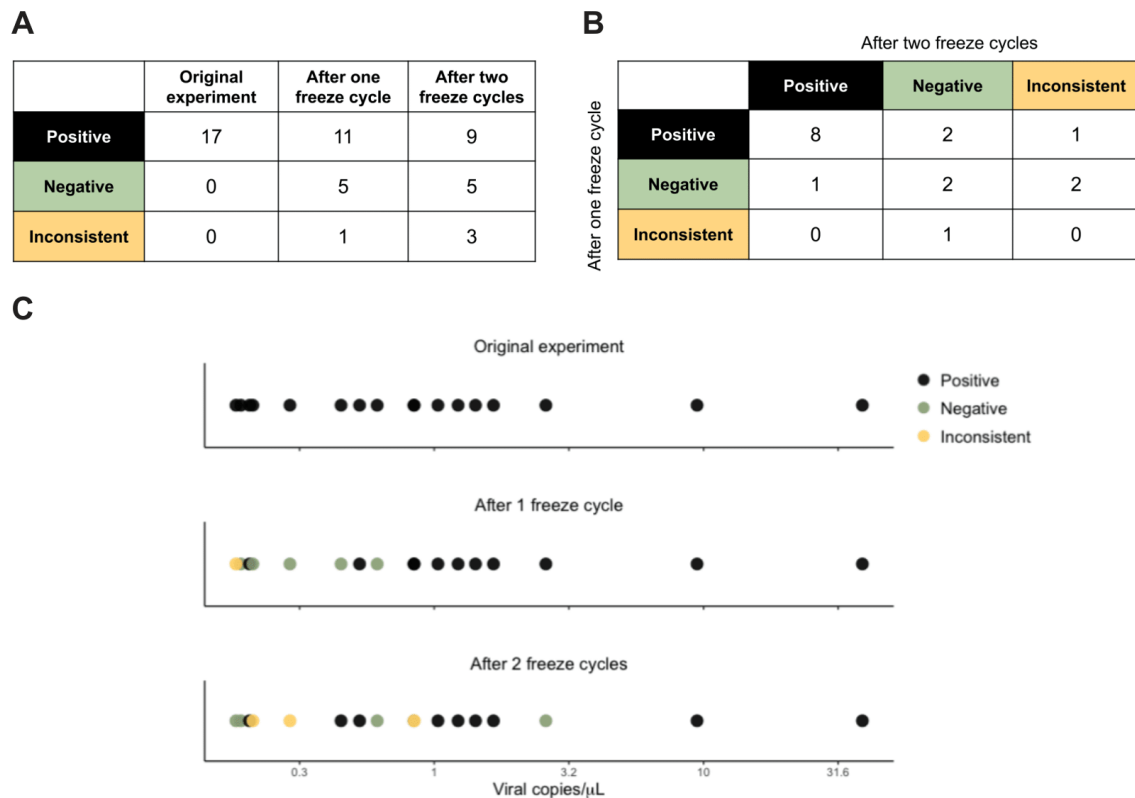 A
Original experiment
After one freeze cycle
After two freeze cycles
Positive
17
11
9
Negative
0
5
5
Inconsistent
0
1
3
B
After two freeze cycles
After one freeze cycle
Positive
Negative
Inconsistent
Positive
8
2
1
Negative
1
2
2
Inconsistent
0
1
0
C
Original experiment
Positive
Negative
Inconsistent
After 1 freeze cycle
After 2 freeze cycles
0.3
1
3.2
10
31.6
Viral copies/μL